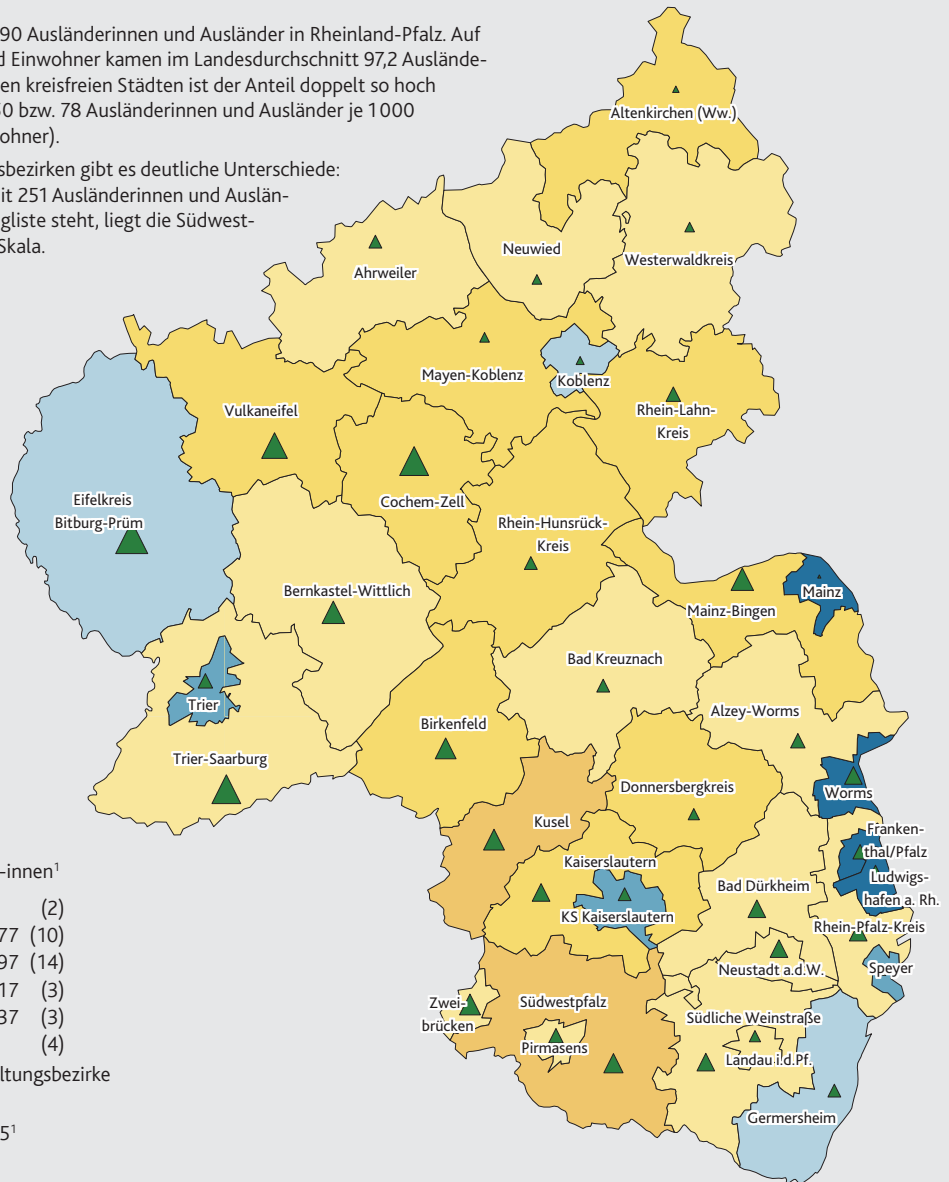 90 Ausländerinnen und Ausländer in Rheinland-Pfalz. Auf
d Einwohner kamen im Landesdurchschnitt 97,2 Auslände-
en kreisfreien Städten ist der Anteil doppelt so hoch
50 bzw. 78 Ausländerinnen und Ausländer je 1000
ohner).
sbezirken gibt es deutliche Unterschiede:
it 251 Ausländerinnen und Auslän-
gliste steht, liegt die Südwest-
Skala.
Altenkirchen (Ww.)
Neuwied
Westerwaldkreis
Ahrweiler
Mayen-Koblenz
Koblenz
Vulkaneifel
Rhein-Lahn-
Kreis
Cochem-Zell
Eifelkreis
Bitburg-Prüm
Rhein-Hunsrück-
Kreis
Bernkastel-Wittlich
Mainz-Bingen
Mainz
Bad Kreuznach
Trier
Alzey-Worms
Birkenfeld
Trier-Saarburg
Donnersbergkreis
Worms
Kusel
Franken-
thal/Pfalz
Kaiserslautern
Ludwigs-
hafen a. Rh.
Bad Dürkheim
KS Kaiserslautern
Rhein-Pfalz-Kreis
Neustadt a.d.W.
Speyer
Zwei-
brücken
Südwestpfalz
Südliche Weinstraße
Pirmasens
Landau i.d.Pf.
Germersheim
-innen¹
(2)
77 (10)
97 (14)
17 (3)
37 (3)
(4)
ltungsbezirke
5¹